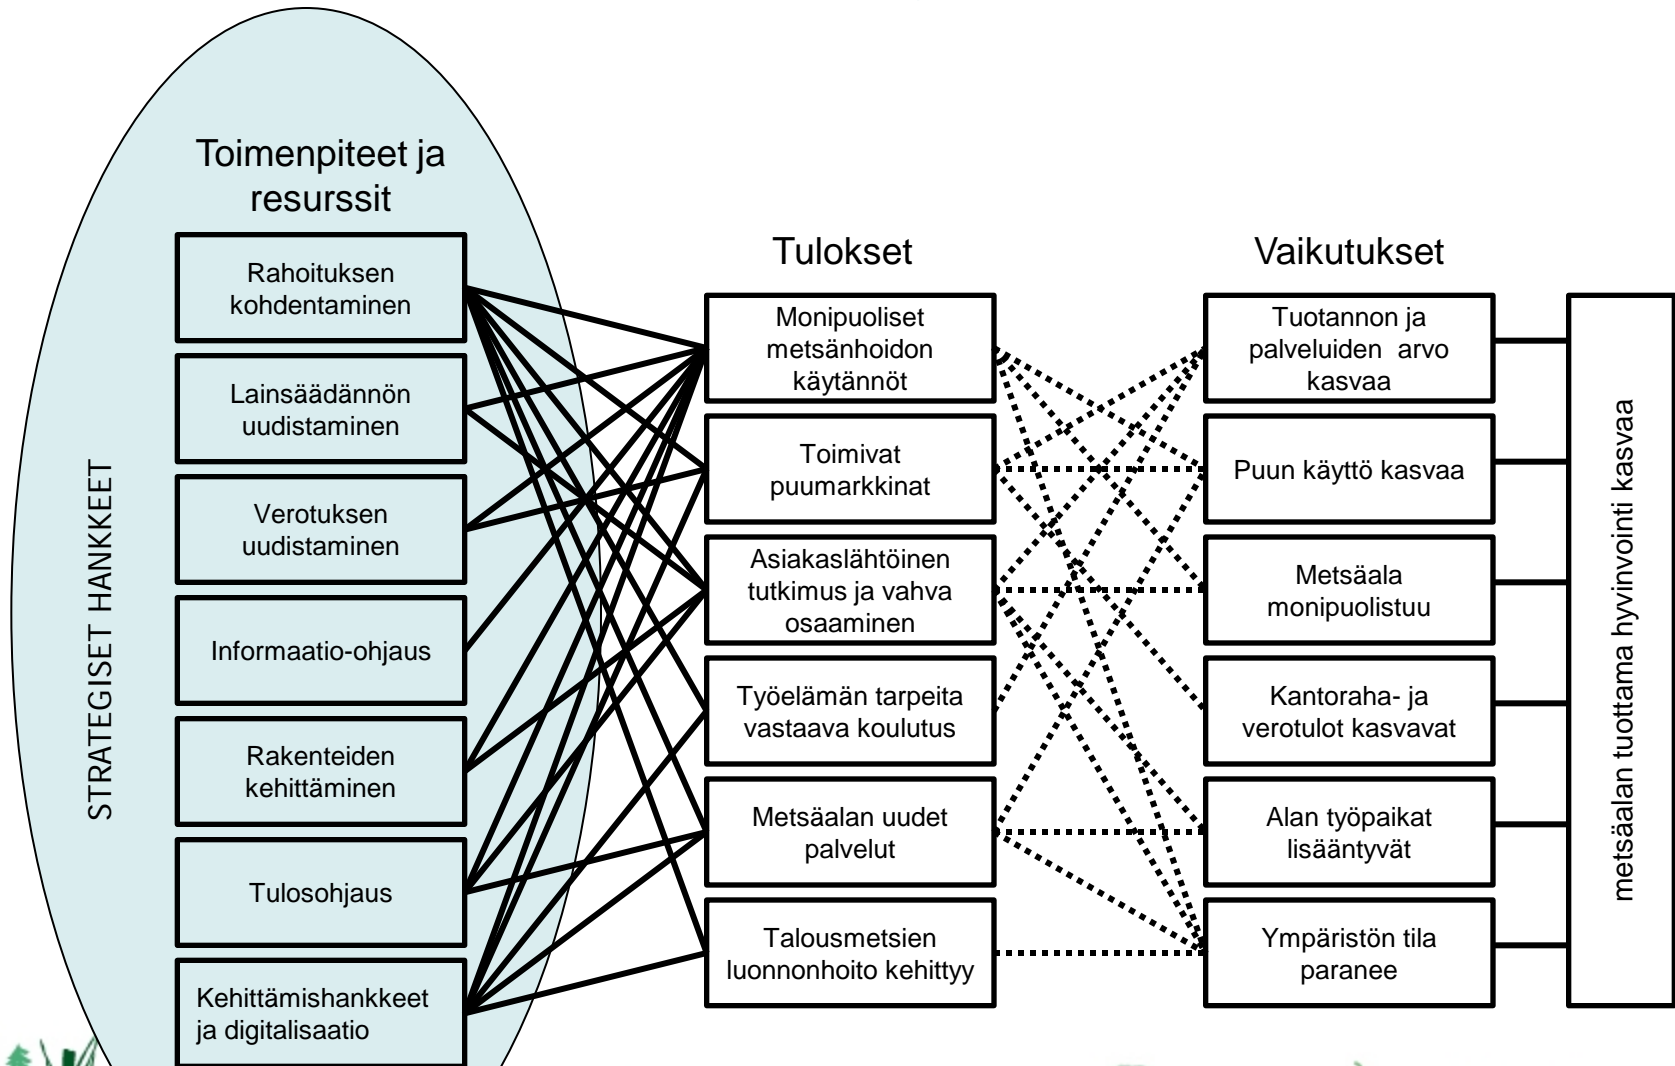 STRATEGISET HANKKEET
Toimenpiteet ja
resurssit
Rahoituksen
kohdentaminen
Lainsäädännön
uudistaminen
Verotuksen
uudistaminen
Informaatio-ohjaus
Rakenteiden
kehittäminen
Tulosohjaus
Kehittämishankkeet
ja digitalisaatio
Tulokset
Monipuoliset
metsänhoidon
käytännöt
Toimivat
puumarkkinat
Asiakaslähtöinen
tutkimus ja vahva
osaaminen
Työelämän tarpeita
vastaava koulutus
Metsäalan uudet
palvelut
Talousmetsien
luonnonhoito kehittyy
Vaikutukset
Tuotannon ja
palveluiden arvo
kasvaa
Puun käyttö kasvaa
Metsäala
monipuolistuu
Kantoraha- ja
verotulot kasvavat
Alan työpaikat
lisääntyvät
Ympäristön tila
paranee
metsäalan tuottama hyvinvointi kasvaa